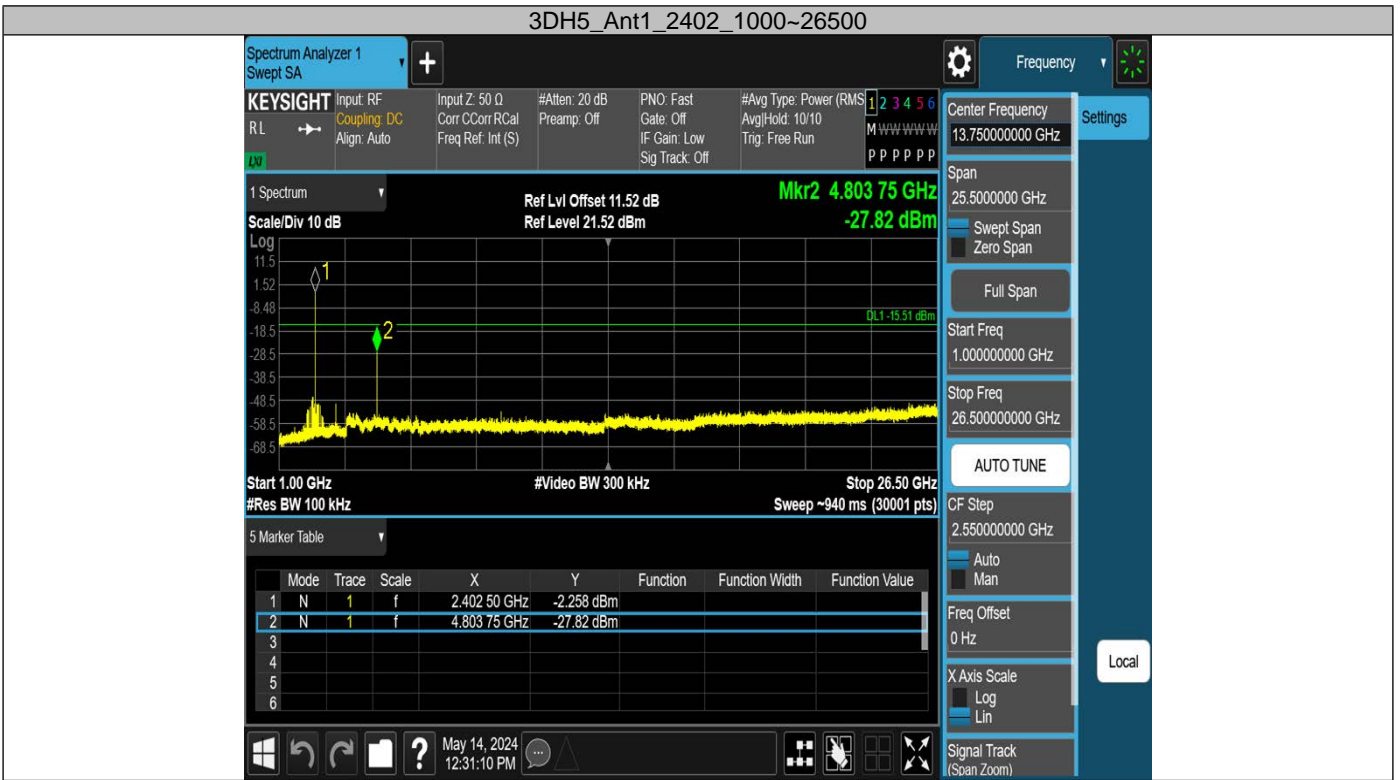 3DH5_Ant1_2402_1000~26500
Spectrum Analyzer 1
Swept SA
+
Frequency
KEYSIGHT
RL
LXI
Input: RF
Coupling: DC
Align: Auto
Input Z: 50 Ω
Corr CCorr RCal
Freq Ref: Int (S)
#Atten: 20 dB
Preamp: Off
PNO: Fast
Gate: Off
IF Gain: Low
Sig Track: Off
#Avg Type: Power (RMS
Avg|Hold: 10/10
Trig: Free Run
1 2 3 4 5 6
M W W W W W
P P P P P P
1 Spectrum
Scale/Div 10 dB
Ref Lvl Offset 11.52 dB
Ref Level 21.52 dBm
Mkr2 4.803 75 GHz
-27.82 dBm
Log
11.5
1.52
-8.48
-18.5
-28.5
-38.5
-48.5
-58.5
-68.5
1
2
DL1 -15.51 dBm
Start 1.00 GHz
#Video BW 300 kHz
Stop 26.50 GHz
#Res BW 100 kHz
Sweep ~940 ms (30001 pts)
5 Marker Table
Mode Trace Scale X Y Function Function Width Function Value
1 N 1 f 2.402 50 GHz -2.258 dBm
2 N 1 f 4.803 75 GHz -27.82 dBm
3
4
5
6
?
May 14, 2024
12:31:10 PM
Center Frequency
13.750000000 GHz
Settings
Span
25.5000000 GHz
Swept Span
Zero Span
Full Span
Start Freq
1.000000000 GHz
Stop Freq
26.500000000 GHz
AUTO TUNE
CF Step
2.550000000 GHz
Auto
Man
Freq Offset
0 Hz
Local
X Axis Scale
Log
Lin
Signal Track
(Span Zoom)